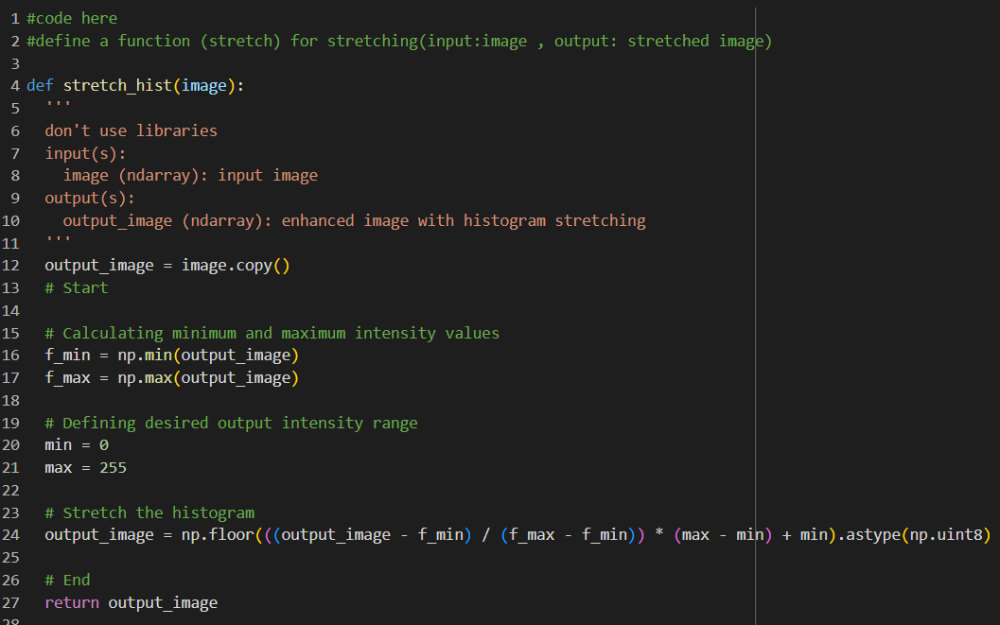 1 #code here
2 #define a function (stretch) for stretching(input:image , output: stretched image)
3
4 def stretch_hist(image):
5   '''
6   don't use libraries
7   input(s):
8     image (ndarray): input image
9   output(s):
10     output_image (ndarray): enhanced image with histogram stretching
11   '''
12   output_image = image.copy()
13   # Start
14
15   # Calculating minimum and maximum intensity values
16   f_min = np.min(output_image)
17   f_max = np.max(output_image)
18
19   # Defining desired output intensity range
20   min = 0
21   max = 255
22
23   # Stretch the histogram
24   output_image = np.floor(((output_image - f_min) / (f_max - f_min)) * (max - min) + min).astype(np.uint8)
25
26   # End
27   return output_image
28